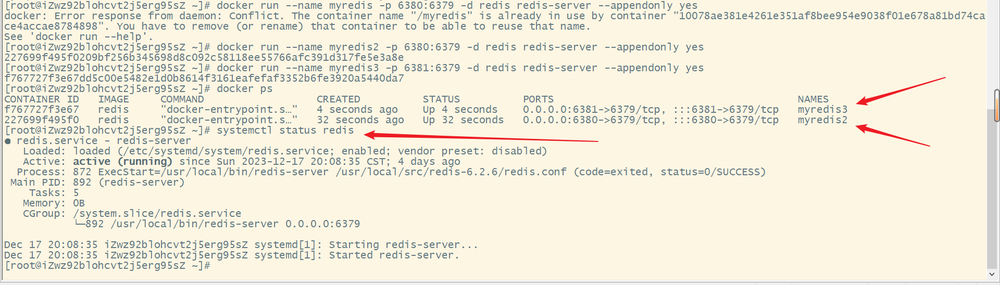 [root@iZwz92blohcvt2j5erg95sZ ~]# docker run --name myredis -p 6380:6379 -d redis redis-server --appendonly yes
docker: Error response from daemon: Conflict. The container name "/myredis" is already in use by container "10078ae381e4261e351af8bee954e9038f01e678a81bd74ca
ce4accae8784898". You have to remove (or rename) that container to be able to reuse that name.
See 'docker run --help'.
[root@iZwz92blohcvt2j5erg95sZ ~]# docker run --name myredis2 -p 6380:6379 -d redis redis-server --appendonly yes
227699f495f0209bf256b345698d8c092c58118ee55766afc391d317fe5e3a8e
[root@iZwz92blohcvt2j5erg95sZ ~]# docker run --name myredis3 -p 6381:6379 -d redis redis-server --appendonly yes
f767727f3e67dd5c00e5482e1d0b8614f3161eafefaf3352b6fe3920a5440da7
[root@iZwz92blohcvt2j5erg95sZ ~]# docker ps
CONTAINER ID   IMAGE     COMMAND                  CREATED          STATUS          PORTS                                       NAMES
f767727f3e67   redis     "docker-entrypoint.s…"   4 seconds ago    Up 4 seconds    0.0.0.0:6381->6379/tcp, :::6381->6379/tcp   myredis3
227699f495f0   redis     "docker-entrypoint.s…"   32 seconds ago   Up 32 seconds   0.0.0.0:6380->6379/tcp, :::6380->6379/tcp   myredis2
[root@iZwz92blohcvt2j5erg95sZ ~]# systemctl status redis
● redis.service - redis-server
   Loaded: loaded (/etc/systemd/system/redis.service; enabled; vendor preset: disabled)
   Active: active (running) since Sun 2023-12-17 20:08:35 CST; 4 days ago
  Process: 872 ExecStart=/usr/local/bin/redis-server /usr/local/src/redis-6.2.6/redis.conf (code=exited, status=0/SUCCESS)
 Main PID: 892 (redis-server)
    Tasks: 5
   Memory: 0B
   CGroup: /system.slice/redis.service
           └─892 /usr/local/bin/redis-server 0.0.0.0:6379
Dec 17 20:08:35 iZwz92blohcvt2j5erg95sZ systemd[1]: Starting redis-server...
Dec 17 20:08:35 iZwz92blohcvt2j5erg95sZ systemd[1]: Started redis-server.
[root@iZwz92blohcvt2j5erg95sZ ~]#